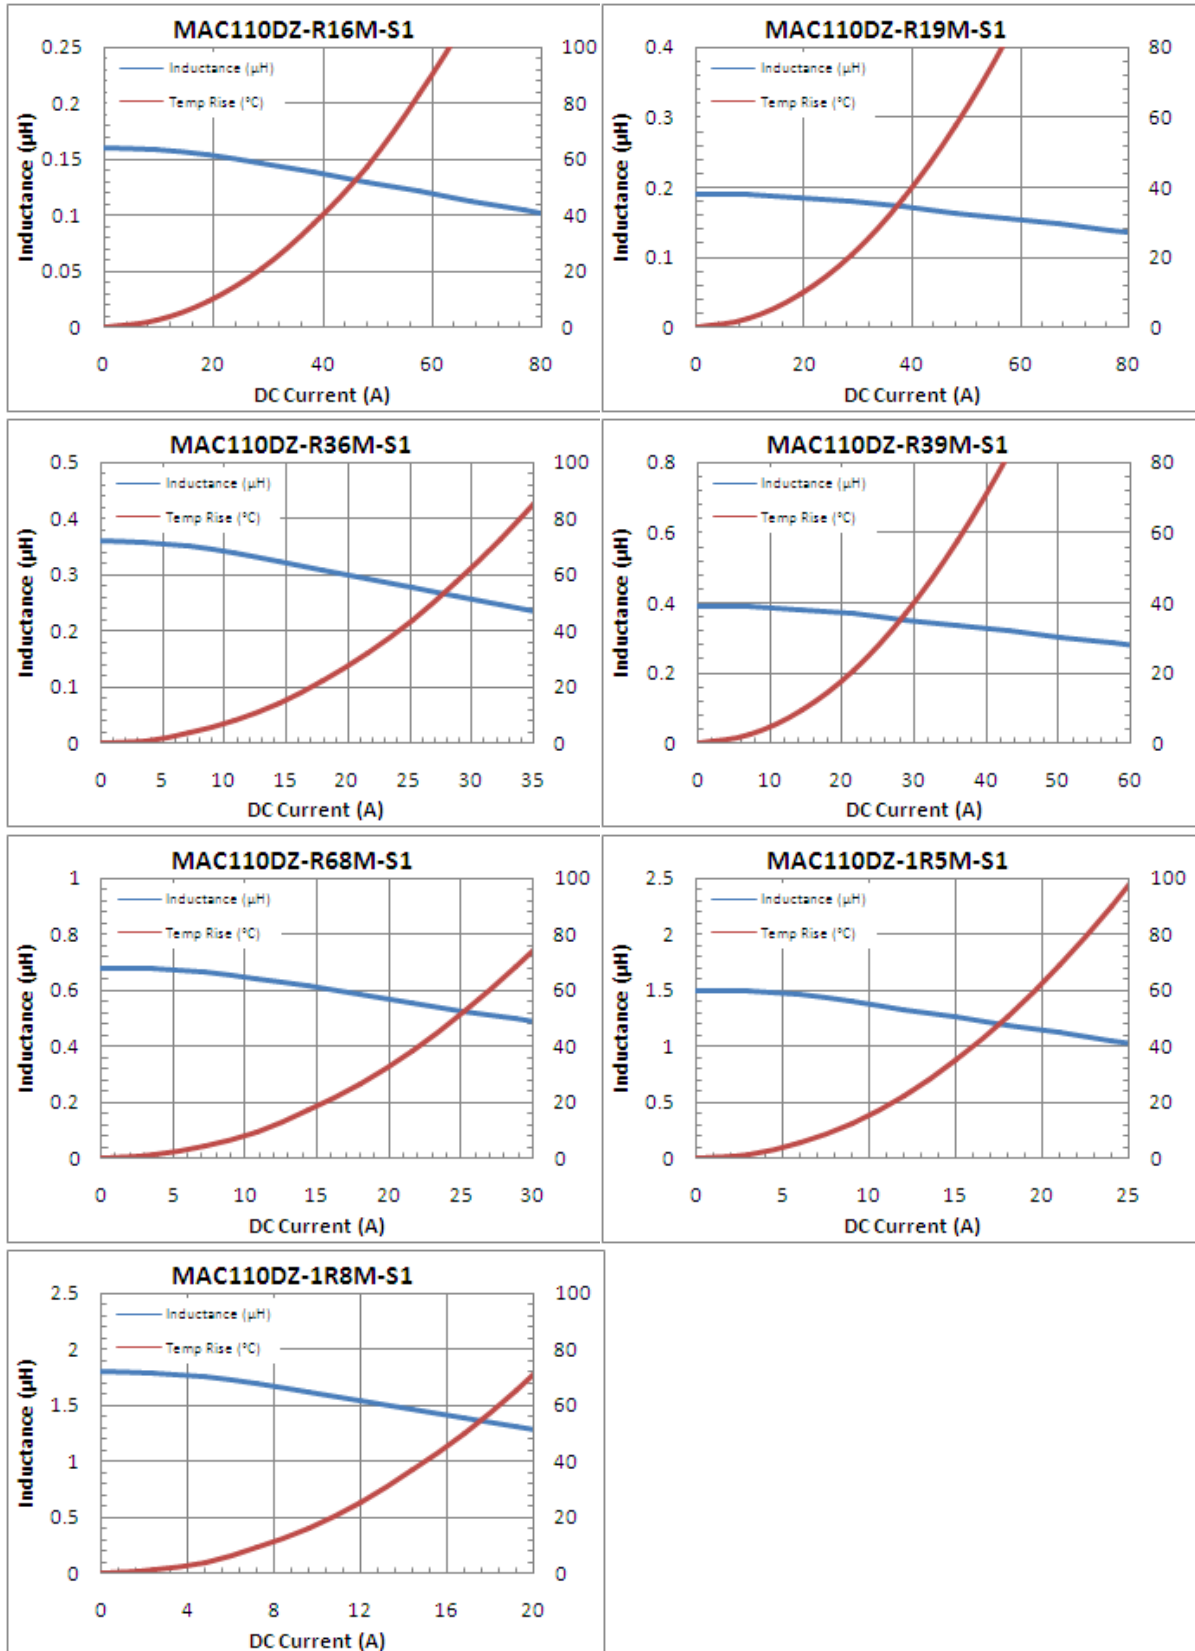 MAC110DZ-R16M-S1
Inductance (µH)
Temp Rise (°C)
0.25
0.2
0.15
0.1
0.05
0
100
80
60
40
20
0
0 20 40 60 80
Inductance (µH)
DC Current (A)
MAC110DZ-R19M-S1
Inductance (µH)
Temp Rise (°C)
0.4
0.3
0.2
0.1
0
80
60
40
20
0
0 20 40 60 80
Inductance (µH)
DC Current (A)
MAC110DZ-R36M-S1
Inductance (µH)
Temp Rise (°C)
0.5
0.4
0.3
0.2
0.1
0
100
80
60
40
20
0
0 5 10 15 20 25 30 35
Inductance (µH)
DC Current (A)
MAC110DZ-R39M-S1
Inductance (µH)
Temp Rise (°C)
0.8
0.6
0.4
0.2
0
80
60
40
20
0
0 10 20 30 40 50 60
Inductance (µH)
DC Current (A)
MAC110DZ-R68M-S1
Inductance (µH)
Temp Rise (°C)
1
0.8
0.6
0.4
0.2
0
100
80
60
40
20
0
0 5 10 15 20 25 30
Inductance (µH)
DC Current (A)
MAC110DZ-1R5M-S1
Inductance (µH)
Temp Rise (°C)
2.5
2
1.5
1
0.5
0
100
80
60
40
20
0
0 5 10 15 20 25
Inductance (µH)
DC Current (A)
MAC110DZ-1R8M-S1
Inductance (µH)
Temp Rise (°C)
2.5
2
1.5
1
0.5
0
100
80
60
40
20
0
0 4 8 12 16 20
Inductance (µH)
DC Current (A)